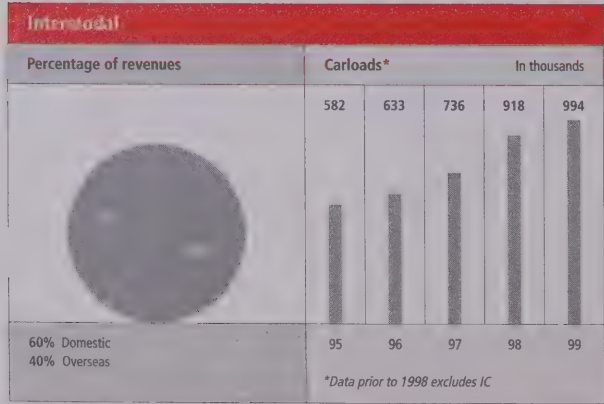 Intermodal
Percentage of revenues
60% Domestic
40% Overseas
Carloads* In thousands
582 633 736 918 994
95 96 97 98 99
*Data prior to 1998 excludes IC